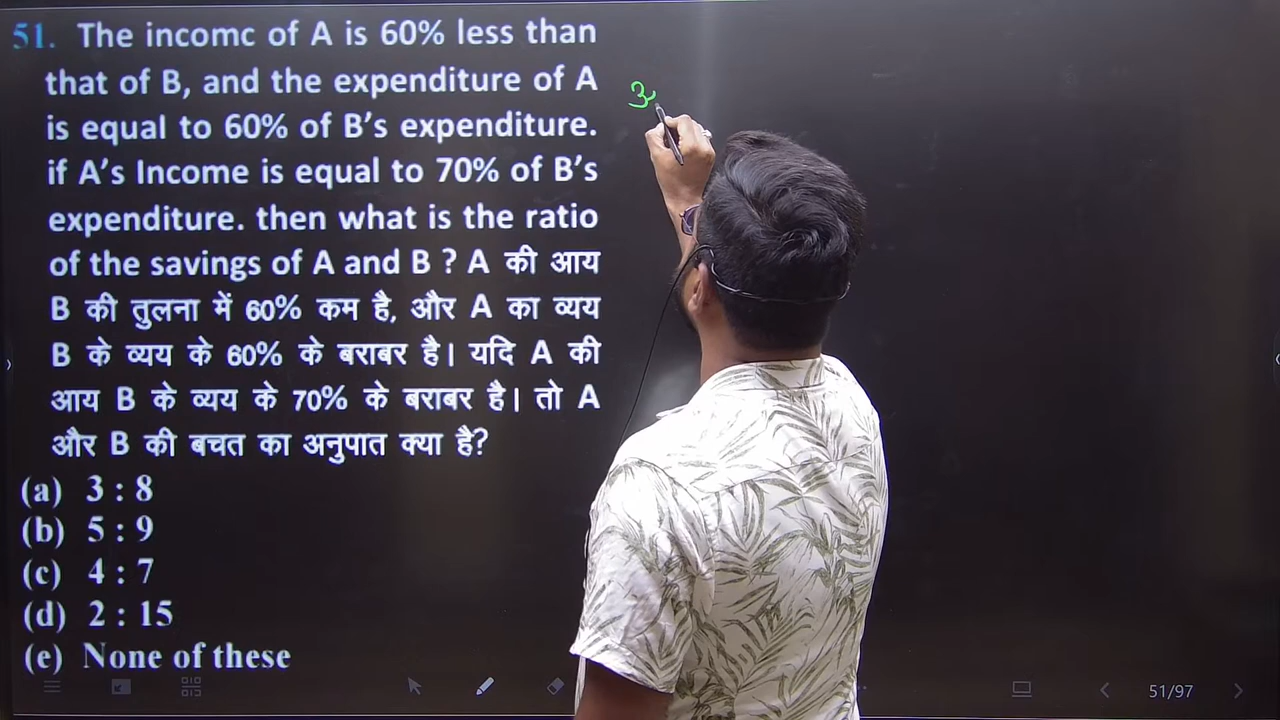 51. The incomc of A is 60% less than
that of B, and the expenditure of A
is equal to 60% of B’s expenditure.
if A’s Income is equal to 70% of B’s
expenditure. then what is the ratio
of the savings of A and B ? A की आय
B की तुलना में 60% कम है, और A का व्यय
B के व्यय के 60% के बराबर है। यदि A की
आय B के व्यय के 70% के बराबर है। तो A
और B की बचत का अनुपात क्या है?
(a) 3 : 8
(b) 5 : 9
(c) 4 : 7
(d) 2 : 15
(e) None of these
51/97